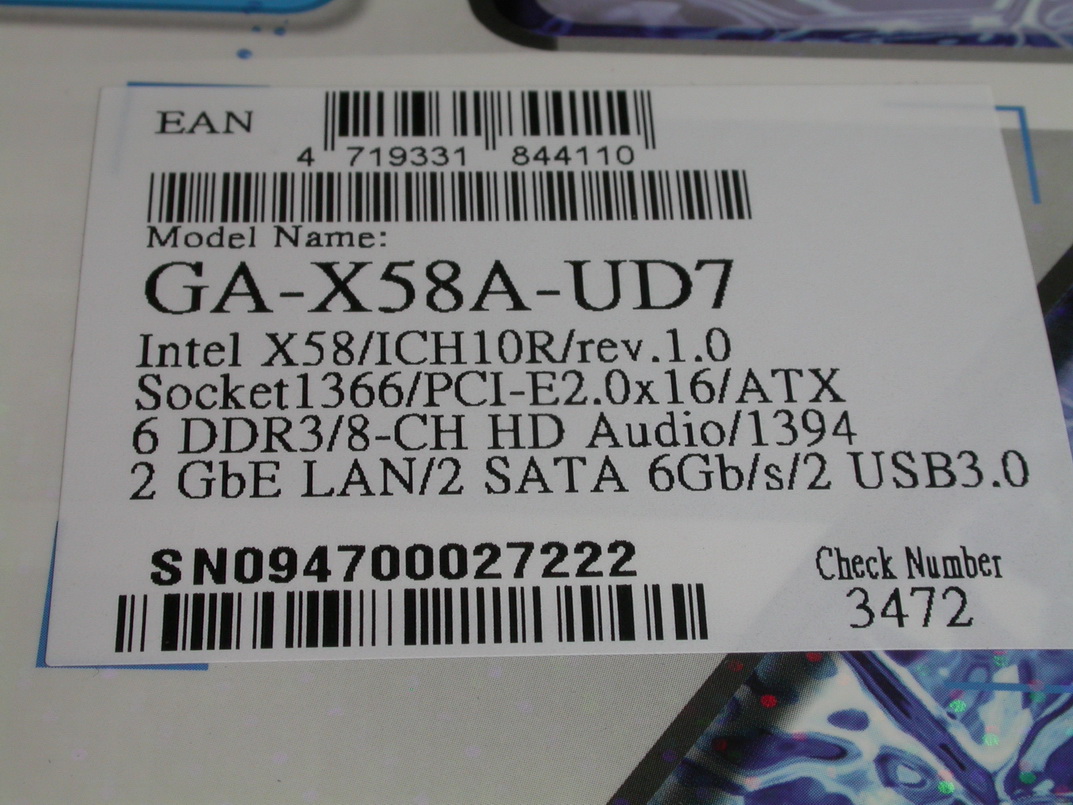 EAN
4 719331 844110
Model Name:
GA-X58A-UD7
Intel X58/ICH10R/rev.1.0
Socket1366/PCI-E2.0x16/ATX
6 DDR3/8-CH HD Audio/1394
2 GbE LAN/2 SATA 6Gb/s/2 USB3.0
SN094700027222
Check Number
3472